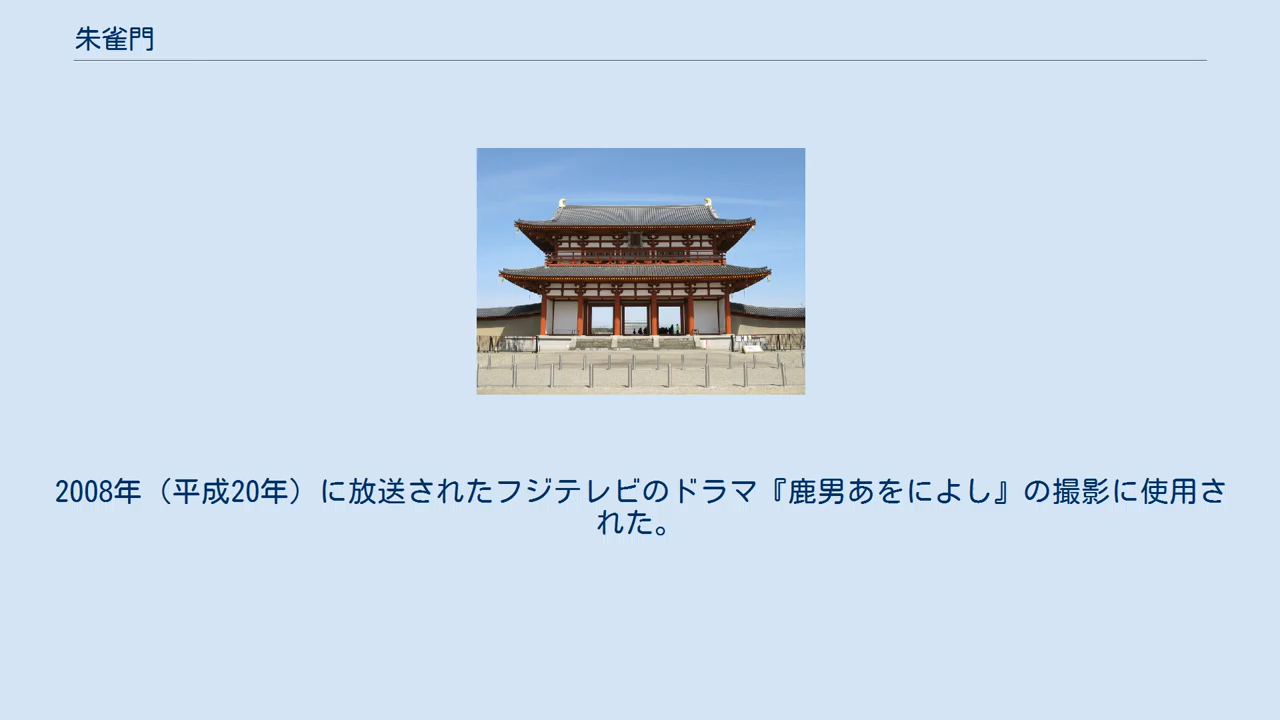 朱雀門
2008年（平成20年）に放送されたフジテレビのドラマ『鹿男あをによし』の撮影に使用さ
れた。